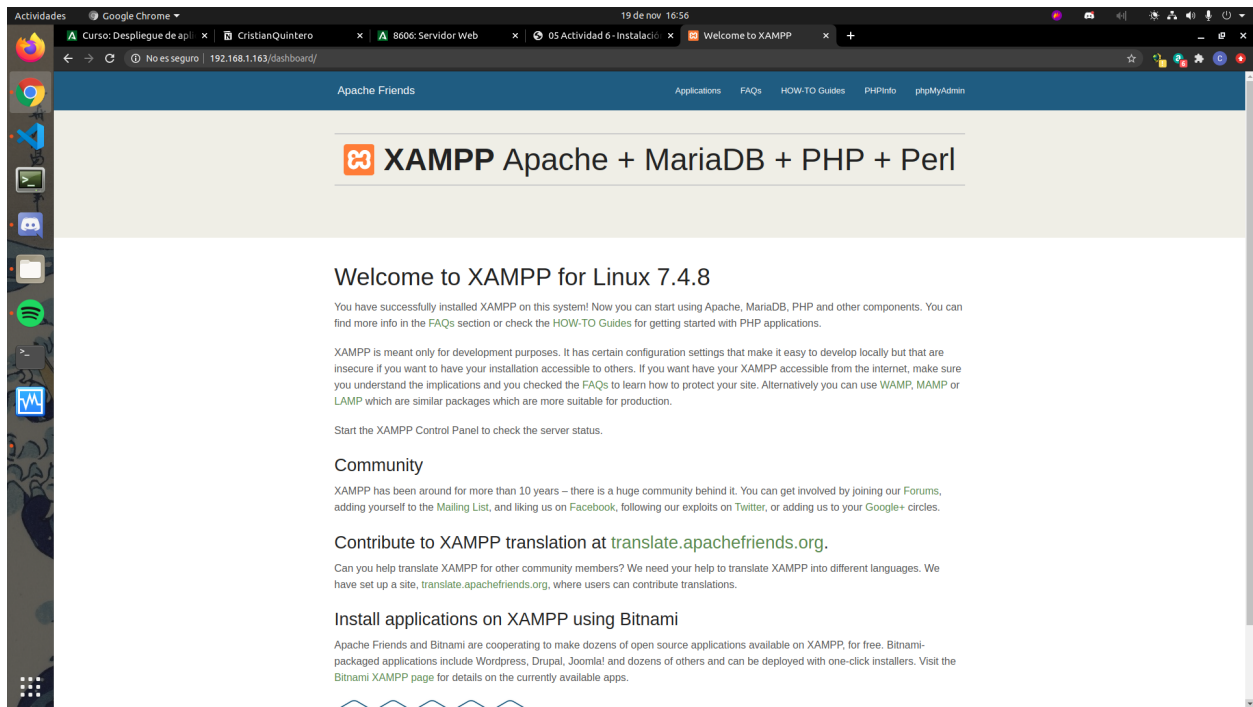 Actividades Google Chrome 19 de nov 16:56
Curso: Despliegue de apli CristianQuintero 8606: Servidor Web 05 Actividad 6 - Instalació Welcome to XAMPP
No es seguro 192.168.1.163/dashboard/
Apache Friends Applications FAQs HOW-TO Guides PHPInfo phpMyAdmin
XAMPP Apache + MariaDB + PHP + Perl
Welcome to XAMPP for Linux 7.4.8
You have successfully installed XAMPP on this system! Now you can start using Apache, MariaDB, PHP and other components. You can
find more info in the FAQs section or check the HOW-TO Guides for getting started with PHP applications.
XAMPP is meant only for development purposes. It has certain configuration settings that make it easy to develop locally but that are
insecure if you want to have your installation accessible to others. If you want have your XAMPP accessible from the internet, make sure
you understand the implications and you checked the FAQs to learn how to protect your site. Alternatively you can use WAMP, MAMP or
LAMP which are similar packages which are more suitable for production.
Start the XAMPP Control Panel to check the server status.
Community
XAMPP has been around for more than 10 years – there is a huge community behind it. You can get involved by joining our Forums,
adding yourself to the Mailing List, and liking us on Facebook, following our exploits on Twitter, or adding us to your Google+ circles.
Contribute to XAMPP translation at translate.apachefriends.org.
Can you help translate XAMPP for other community members? We need your help to translate XAMPP into different languages. We
have set up a site, translate.apachefriends.org, where users can contribute translations.
Install applications on XAMPP using Bitnami
Apache Friends and Bitnami are cooperating to make dozens of open source applications available on XAMPP, for free. Bitnami-
packaged applications include Wordpress, Drupal, Joomla! and dozens of others and can be deployed with one-click installers. Visit the
Bitnami XAMPP page for details on the currently available apps.